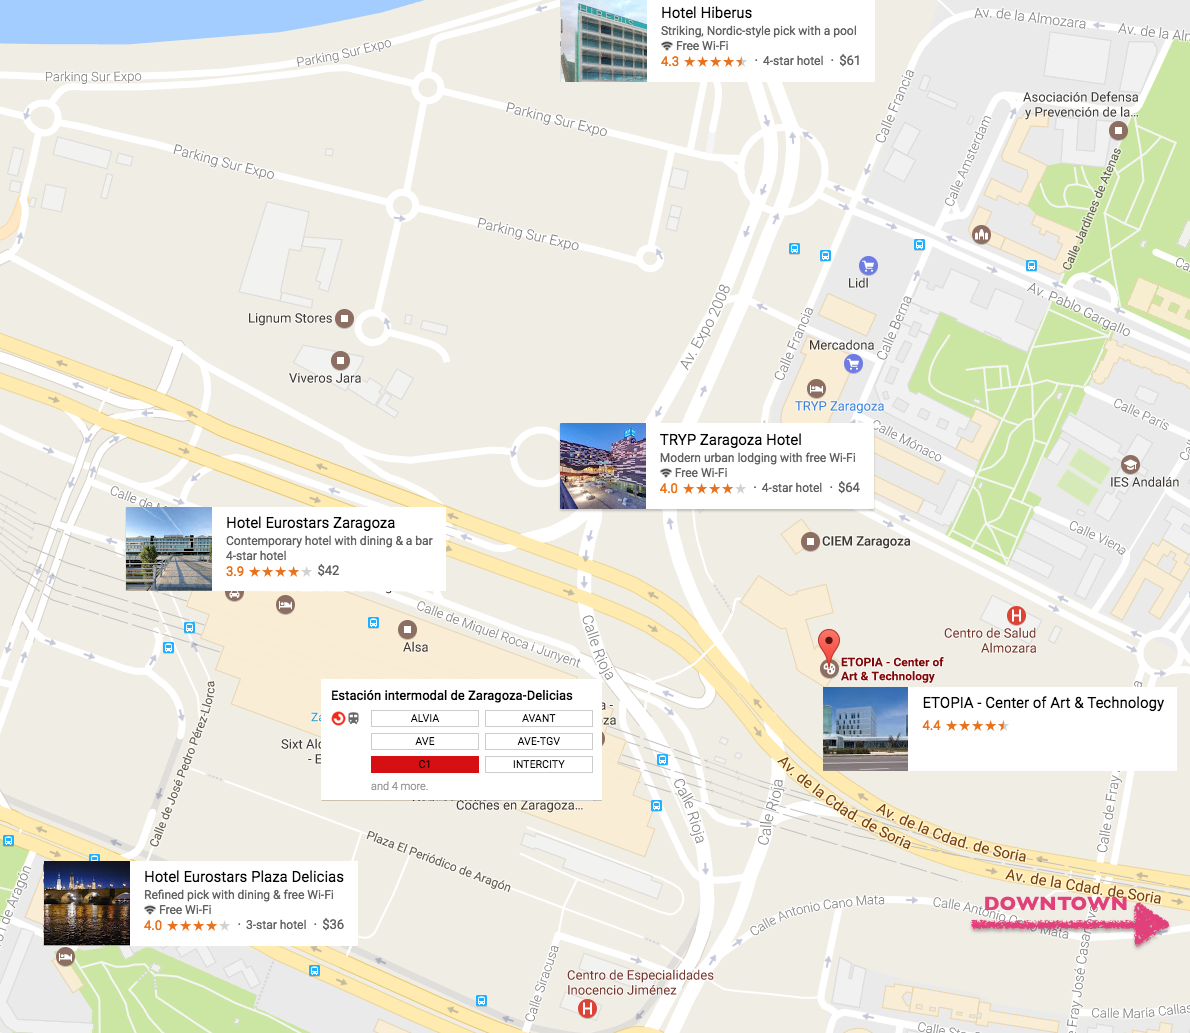 Hotel Hiberus
Striking, Nordic-style pick with a pool
Free Wi-Fi
4.3 ★★★★★ · 4-star hotel · $61
Av. de la Almozara
Av. de la Alm
Parking Sur Expo
Parking Sur Expo
Parking Sur Expo
Parking Sur Expo
Parking Sur Expo
Calle Francia
Asociación Defensa
y Prevención de la...
Calle Amsterdam
Calle Jardines de Atenas
Av. Pablo Gargallo
Lidl
Av. Expo 2008
Calle Francia
Calle Berna
Lignum Stores
Viveros Jara
Mercadona
TRYP Zaragoza
Calle París
Calle Mónaco
TRYP Zaragoza Hotel
Modern urban lodging with free Wi-Fi
Free Wi-Fi
4.0 ★★★★★ · 4-star hotel · $64
IES Andalán
Calle de M
Hotel Eurostars Zaragoza
Contemporary hotel with dining & a bar
4-star hotel
3.9 ★★★★★ $42
Calle Viena
CIEM Zaragoza
Calle de Miquel Roca i Junyent
Alsa
Calle Rioja
H
Centro de Salud
Almozara
ETOPIA - Center of
Art & Technology
ETOPIA - Center of Art & Technology
4.4 ★★★★★
Estación intermodal de Zaragoza-Delicias
ALVIA
AVANT
AVE
AVE-TGV
C1
INTERCITY
and 4 more.
Za
Sixt Alq
- E
-
za
Coches en Zaragoza...
Calle de José Pedro Pérez-Llorca
Calle Rioja
Calle Rioja
Av. de la Cdad. de Soria
Av. de la Cdad. de Soria
Av. de la Cdad. de Soria
Calle de Fray
Plaza El Periódico de Aragón
Hotel Eurostars Plaza Delicias
Refined pick with dining & free Wi-Fi
Free Wi-Fi
4.0 ★★★★★ · 3-star hotel · $36
de Aragón
DOWNTOWN
Calle Antonio Cano Mata
Calle Antonio Cano Mata
Fray José Casanova
Calle Siracusa
Centro de Especialidades
Inocencio Jiménez
H
Calle María Callas